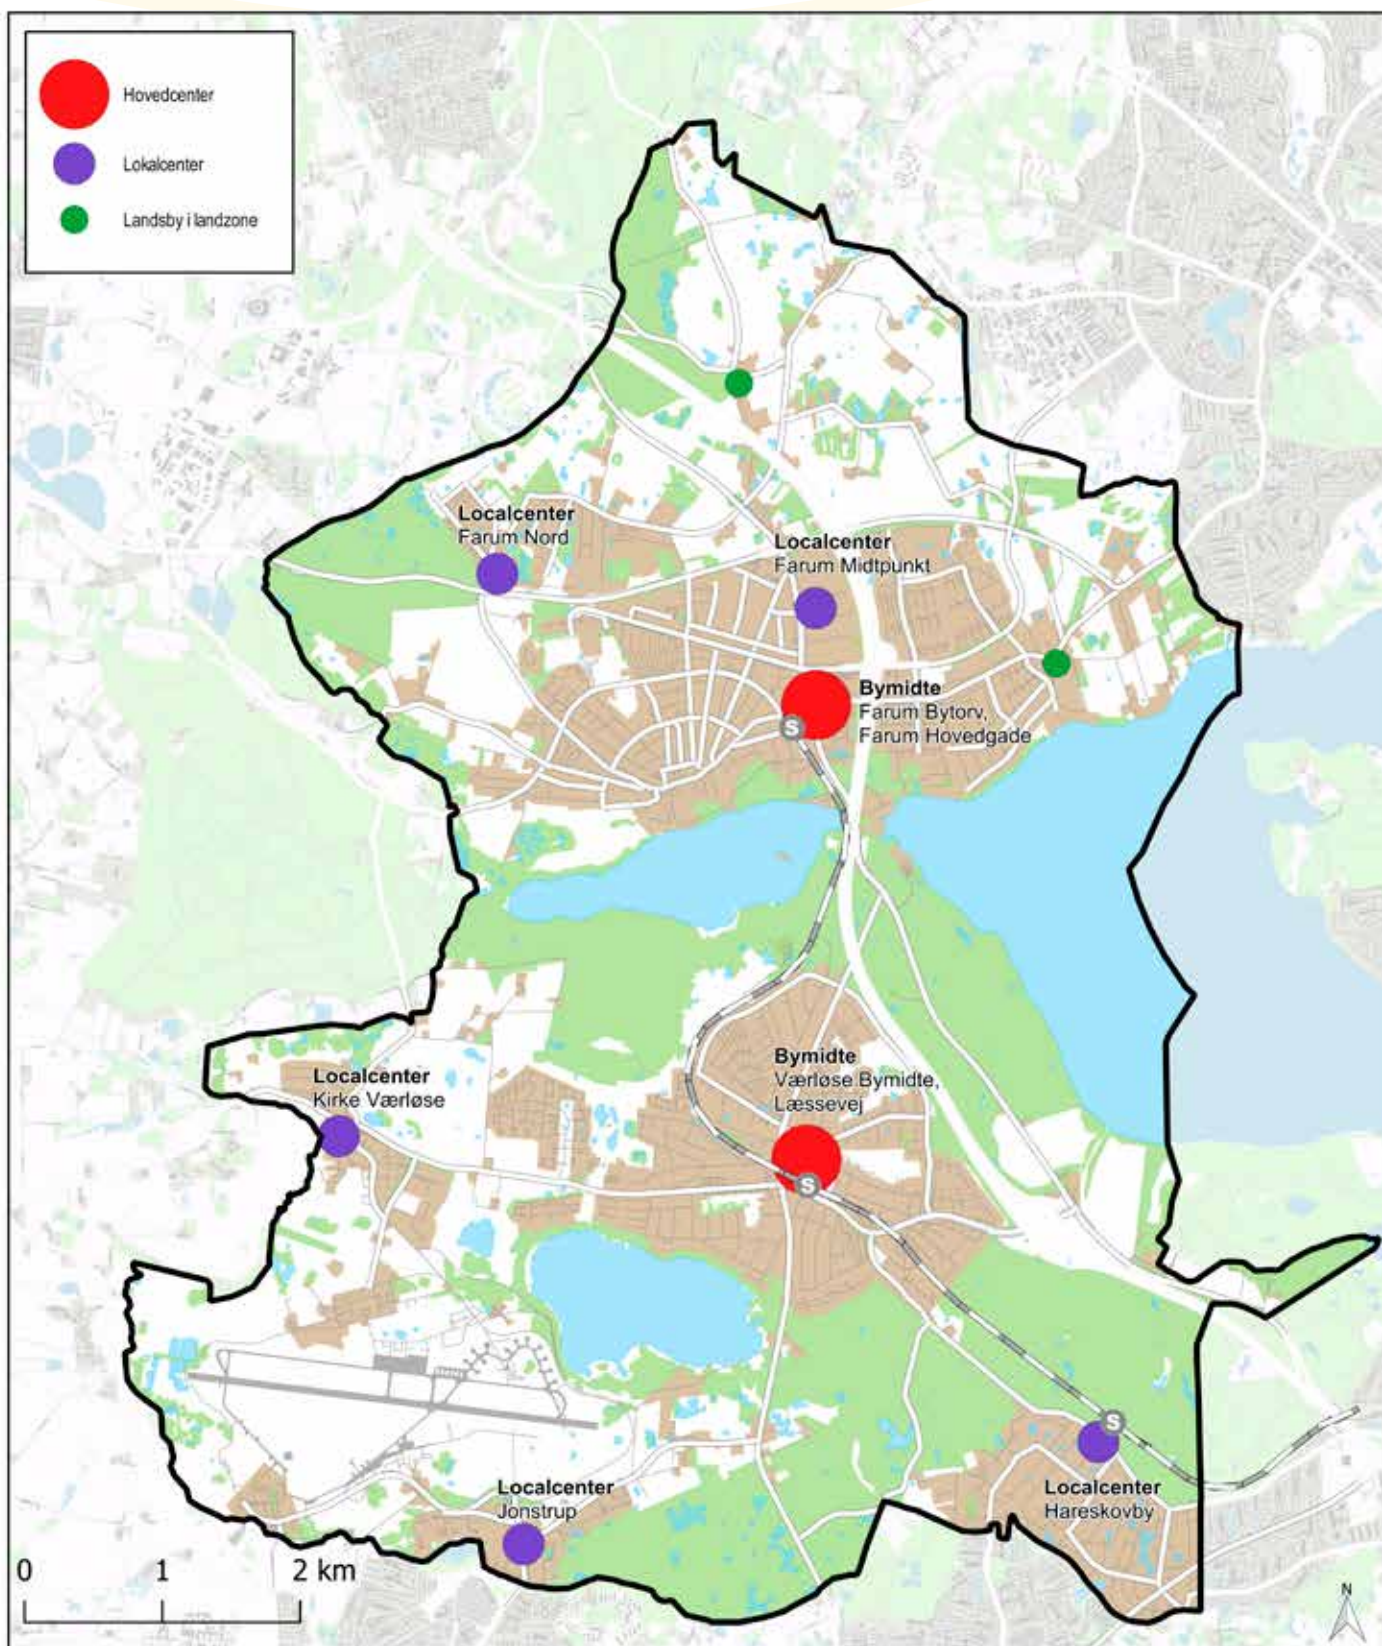 Hovedcenter
Lokalcenter
Landsby i landzone
Localcenter
Farum Nord
Localcenter
Farum Midtpunkt
Bymidte
Farum Bytorv,
Farum Hovedgade
S
Bymidte
Værløse Bymidte,
Læssevej
S
Localcenter
Kirke Værløse
S
Localcenter
Hareskovby
Localcenter
Jonstrup
0 1 2 km
N